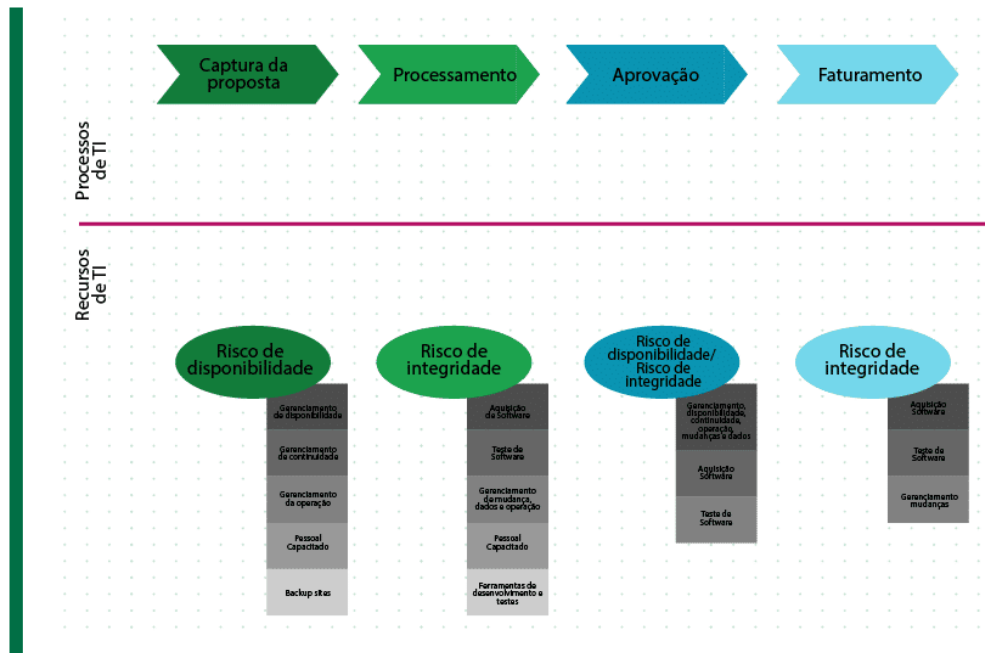 Captura da
proposta
Processamento
Aprovação
Faturamento
Processos
de TI
Recursos
de TI
Risco de
disponibilidade
Gerenciamento
de disponibilidade
Gerenciamento
de continuidade
Gerenciamento
da operação
Pessoal
Capacitado
Backup sites
Risco de
integridade
Aquisição
de Software
Teste de
Software
Gerenciamento
de mudança,
dados e operação
Pessoal
Capacitado
Ferramentas de
desenvolvimento e
testes
Risco de
disponibilidade/
Risco de
integridade
Gerenciamento,
disponibilidade,
continuidade,
operação,
mudanças e dados
Aquisição
Software
Teste de
Software
Risco de
integridade
Aquisição
Software
Teste de
Software
Gerenciamento
mudanças